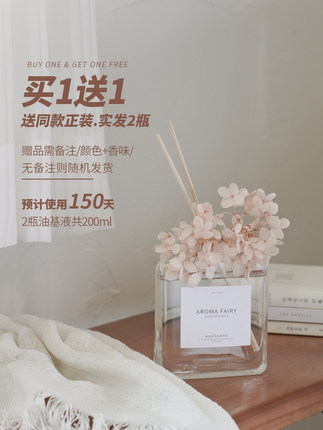 BUY ONE & GET ONE FREE
买1送1
送同款正装.实发2瓶
赠品需备注/颜色+香味/
无备注则随机发货
预计使用150天
2瓶油基液共200ml
AROMA FAIRY